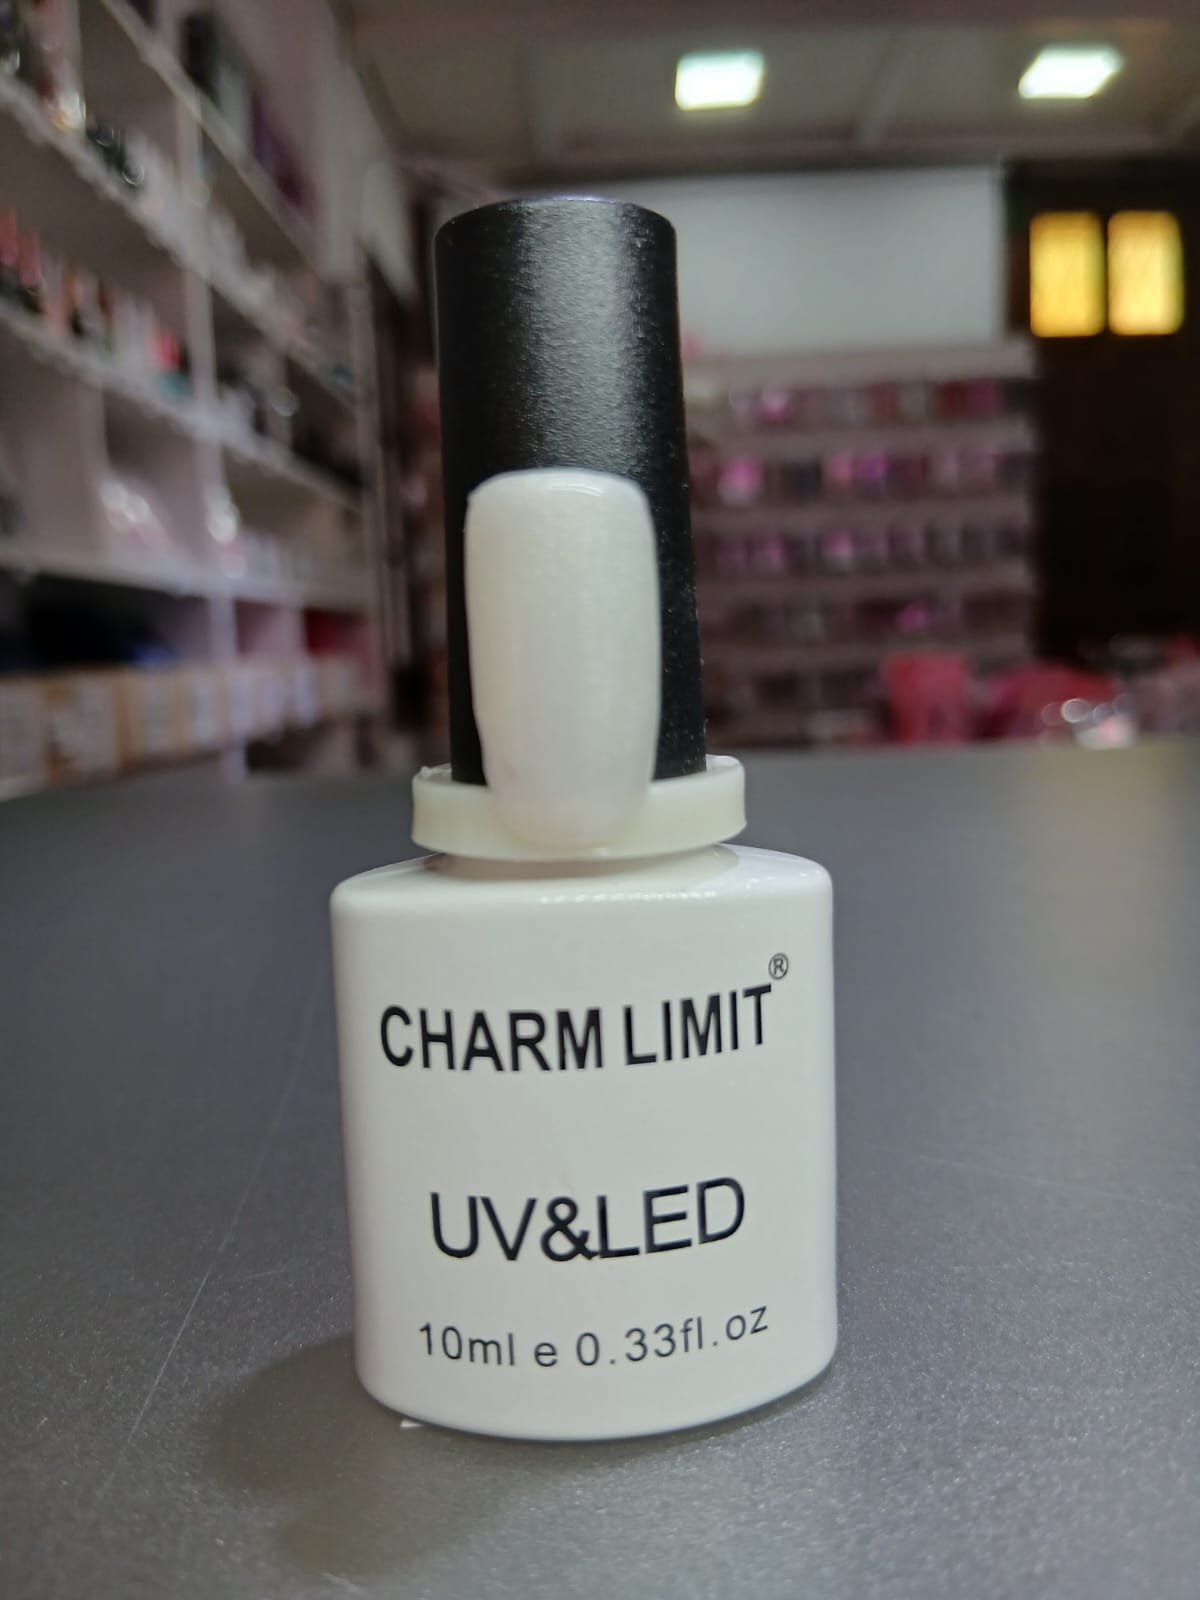 CHARM LIMIT®
UV&LED
10ml e 0.33fl.oz